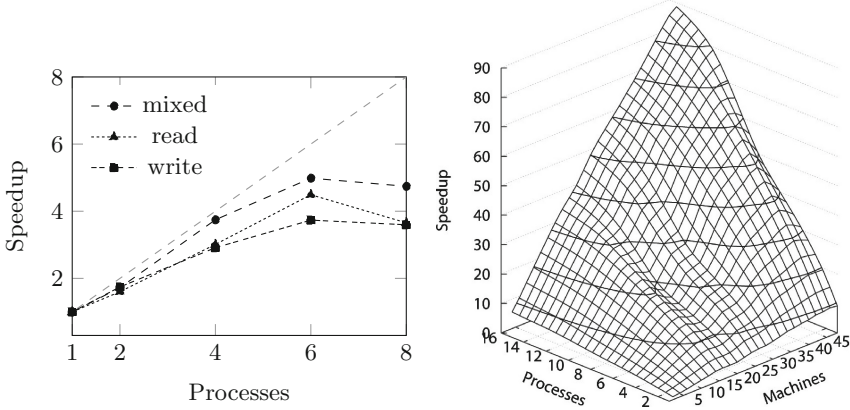 8
6
4
2
Speedup
mixed
read
write
1 2 4 6 8
Processes
90
80
70
60
50
40
30
20
10
0
Speedup
16 14 12 10 8 6 4 2
Processes
5 10 15 20 25 30 35 40 45
Machines